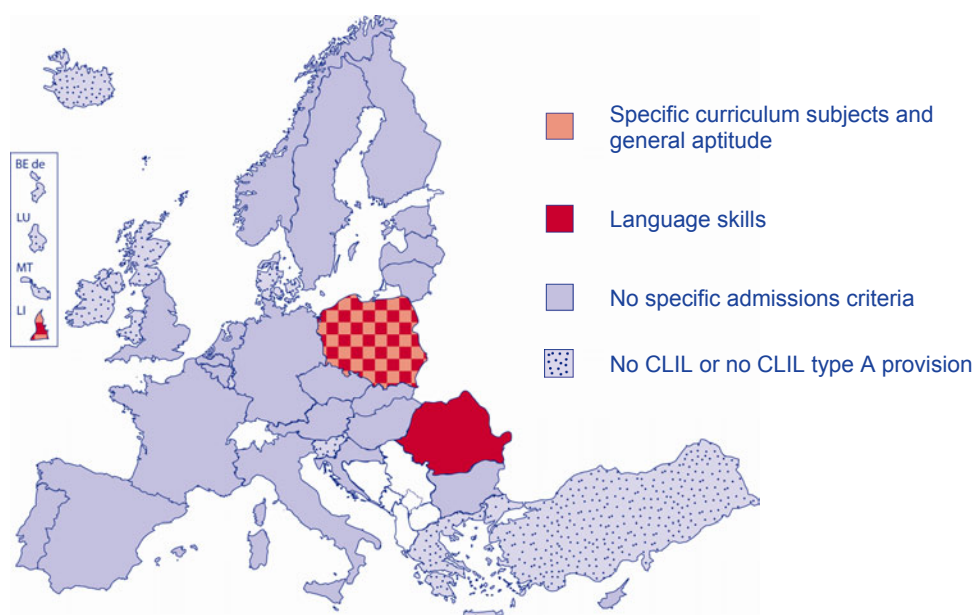 BE de
LU
MT
LI
Specific curriculum subjects and
general aptitude
Language skills
No specific admissions criteria
No CLIL or no CLIL type A provision